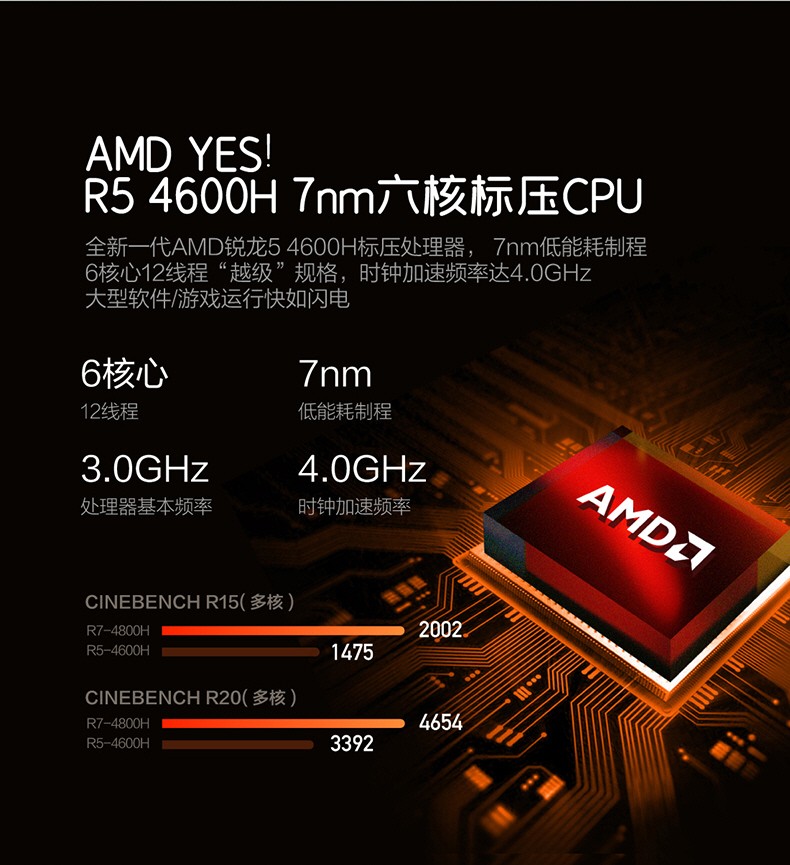 AMD YES!
R5 4600H 7nm六核标压CPU
全新一代AMD锐龙5 4600H标压处理器， 7nm低能耗制程
6核心12线程“越级”规格，时钟加速频率达4.0GHz
大型软件/游戏运行快如闪电
6核心 7nm
12线程 低能耗制程
3.0GHz 4.0GHz
处理器基本频率 时钟加速频率
AMD
CINEBENCH R15( 多核 )
R7-4800H 2002
R5-4600H 1475
CINEBENCH R20( 多核 )
R7-4800H 4654
R5-4600H 3392